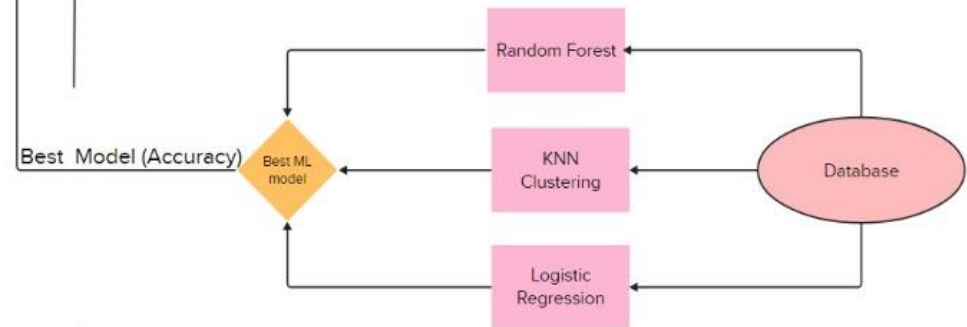 Random Forest
Best Model (Accuracy)
Best ML
model
KNN
Clustering
Database
Logistic
Regression